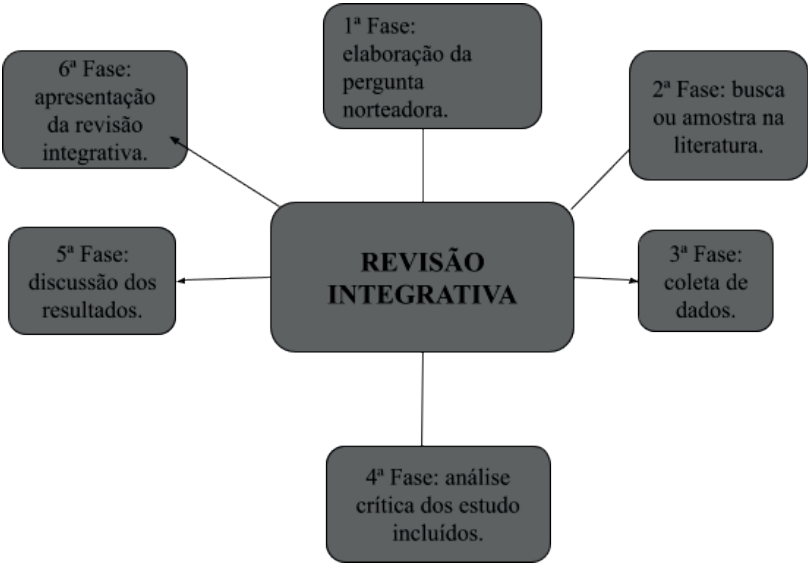 1ª Fase:
elaboração da
pergunta
norteadora.
2ª Fase: busca
ou amostra na
literatura.
3ª Fase:
coleta de
dados.
4ª Fase: análise
crítica dos estudo
incluídos.
5ª Fase:
discussão dos
resultados.
6ª Fase:
apresentação
da revisão
integrativa.
REVISÃO
INTEGRATIVA